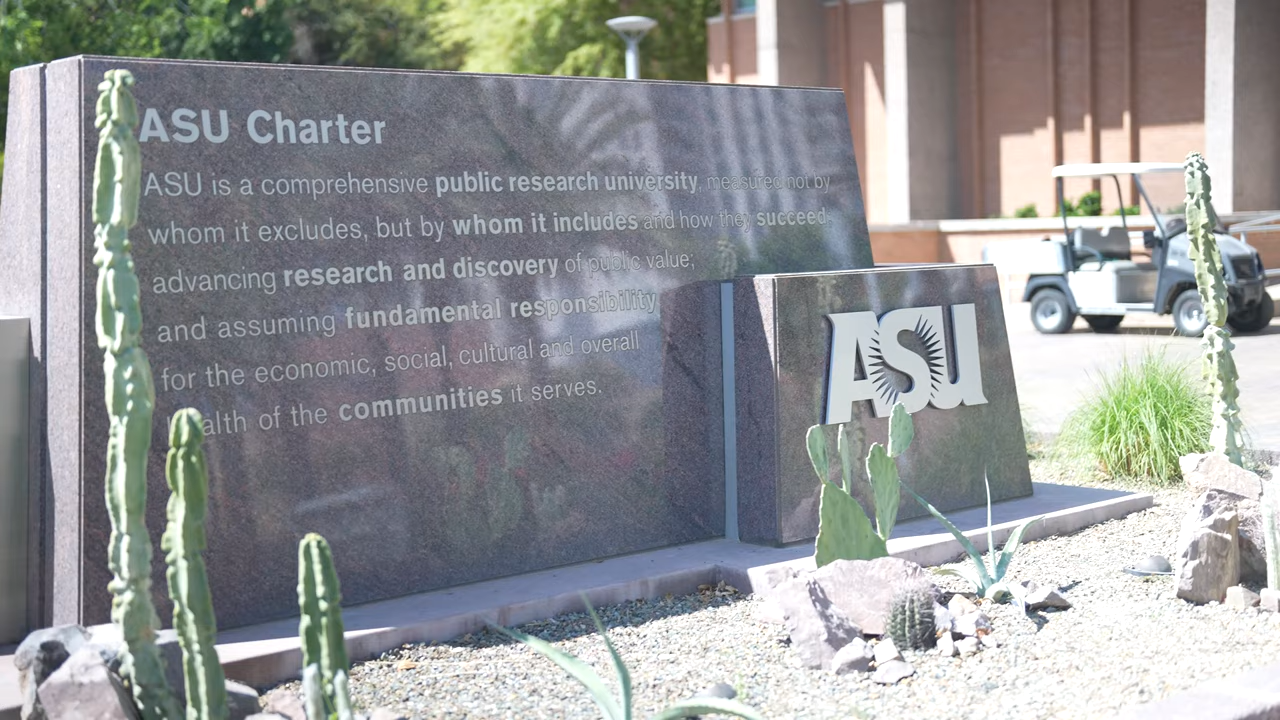 ASU Charter
ASU is a comprehensive public research university, measured not by
whom it excludes, but by whom it includes and how they succeed;
advancing research and discovery of public value;
and assuming fundamental responsibility
for the economic, social, cultural and overall
alth of the communities it serves.
ASU